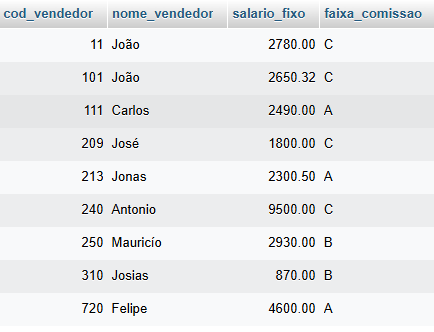 cod_vendedor nome_vendedor salario_fixo faixa_comissao
11 João 2780.00 C
101 João 2650.32 C
111 Carlos 2490.00 A
209 José 1800.00 C
213 Jonas 2300.50 A
240 Antonio 9500.00 C
250 Mauricío 2930.00 B
310 Josias 870.00 B
720 Felipe 4600.00 A